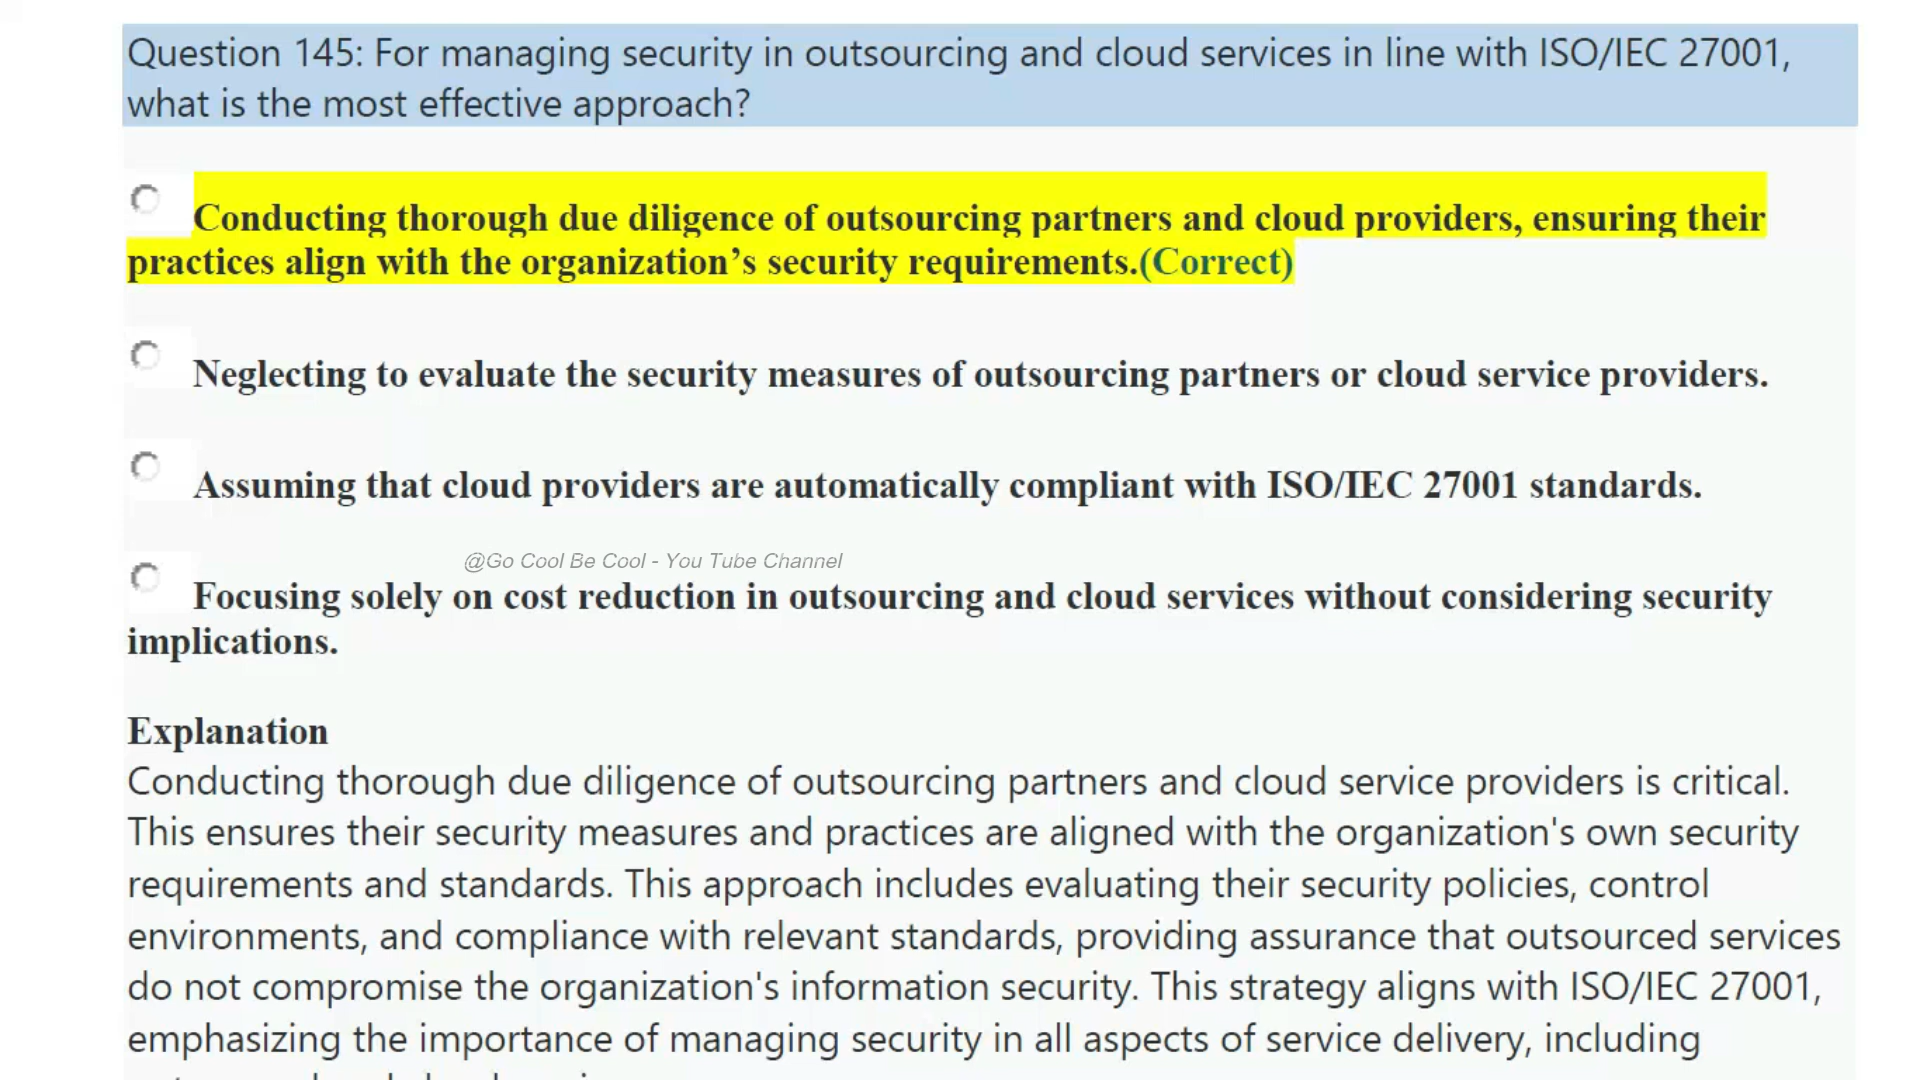 Question 145: For managing security in outsourcing and cloud services in line with ISO/IEC 27001,
what is the most effective approach?
Conducting thorough due diligence of outsourcing partners and cloud providers, ensuring their
practices align with the organization’s security requirements.(Correct)
Neglecting to evaluate the security measures of outsourcing partners or cloud service providers.
Assuming that cloud providers are automatically compliant with ISO/IEC 27001 standards.
@Go Cool Be Cool - You Tube Channel
Focusing solely on cost reduction in outsourcing and cloud services without considering security
implications.
Explanation
Conducting thorough due diligence of outsourcing partners and cloud service providers is critical.
This ensures their security measures and practices are aligned with the organization's own security
requirements and standards. This approach includes evaluating their security policies, control
environments, and compliance with relevant standards, providing assurance that outsourced services
do not compromise the organization's information security. This strategy aligns with ISO/IEC 27001,
emphasizing the importance of managing security in all aspects of service delivery, including